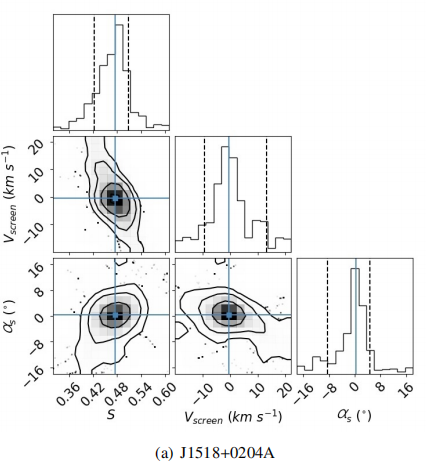 V_screen (km s⁻¹)
20
10
0
−10
α_s (°)
16
8
0
−8
−16
0.36 0.42 0.48 0.54 0.60
S
−10 0 10 20
V_screen (km s⁻¹)
−16 −8 0 8 16
α_s (°)
(a) J1518+0204A